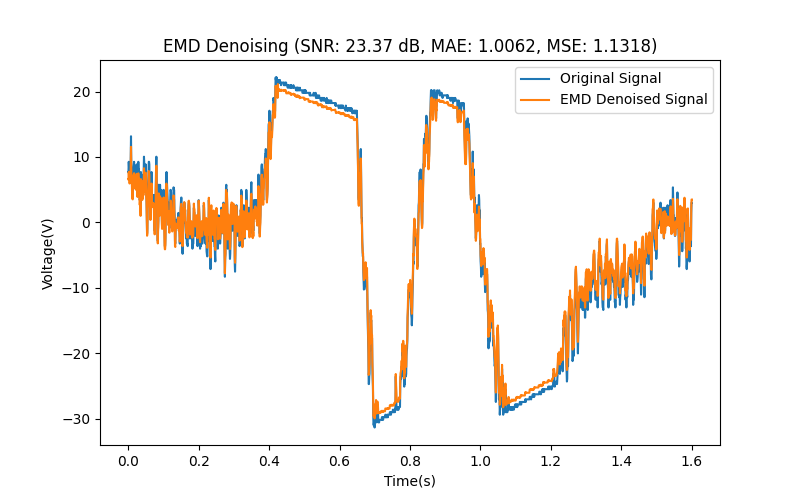 EMD Denoising (SNR: 23.37 dB, MAE: 1.0062, MSE: 1.1318)
Original Signal
EMD Denoised Signal
20
10
0
−10
−20
−30
Voltage(V)
0.0 0.2 0.4 0.6 0.8 1.0 1.2 1.4 1.6
Time(s)